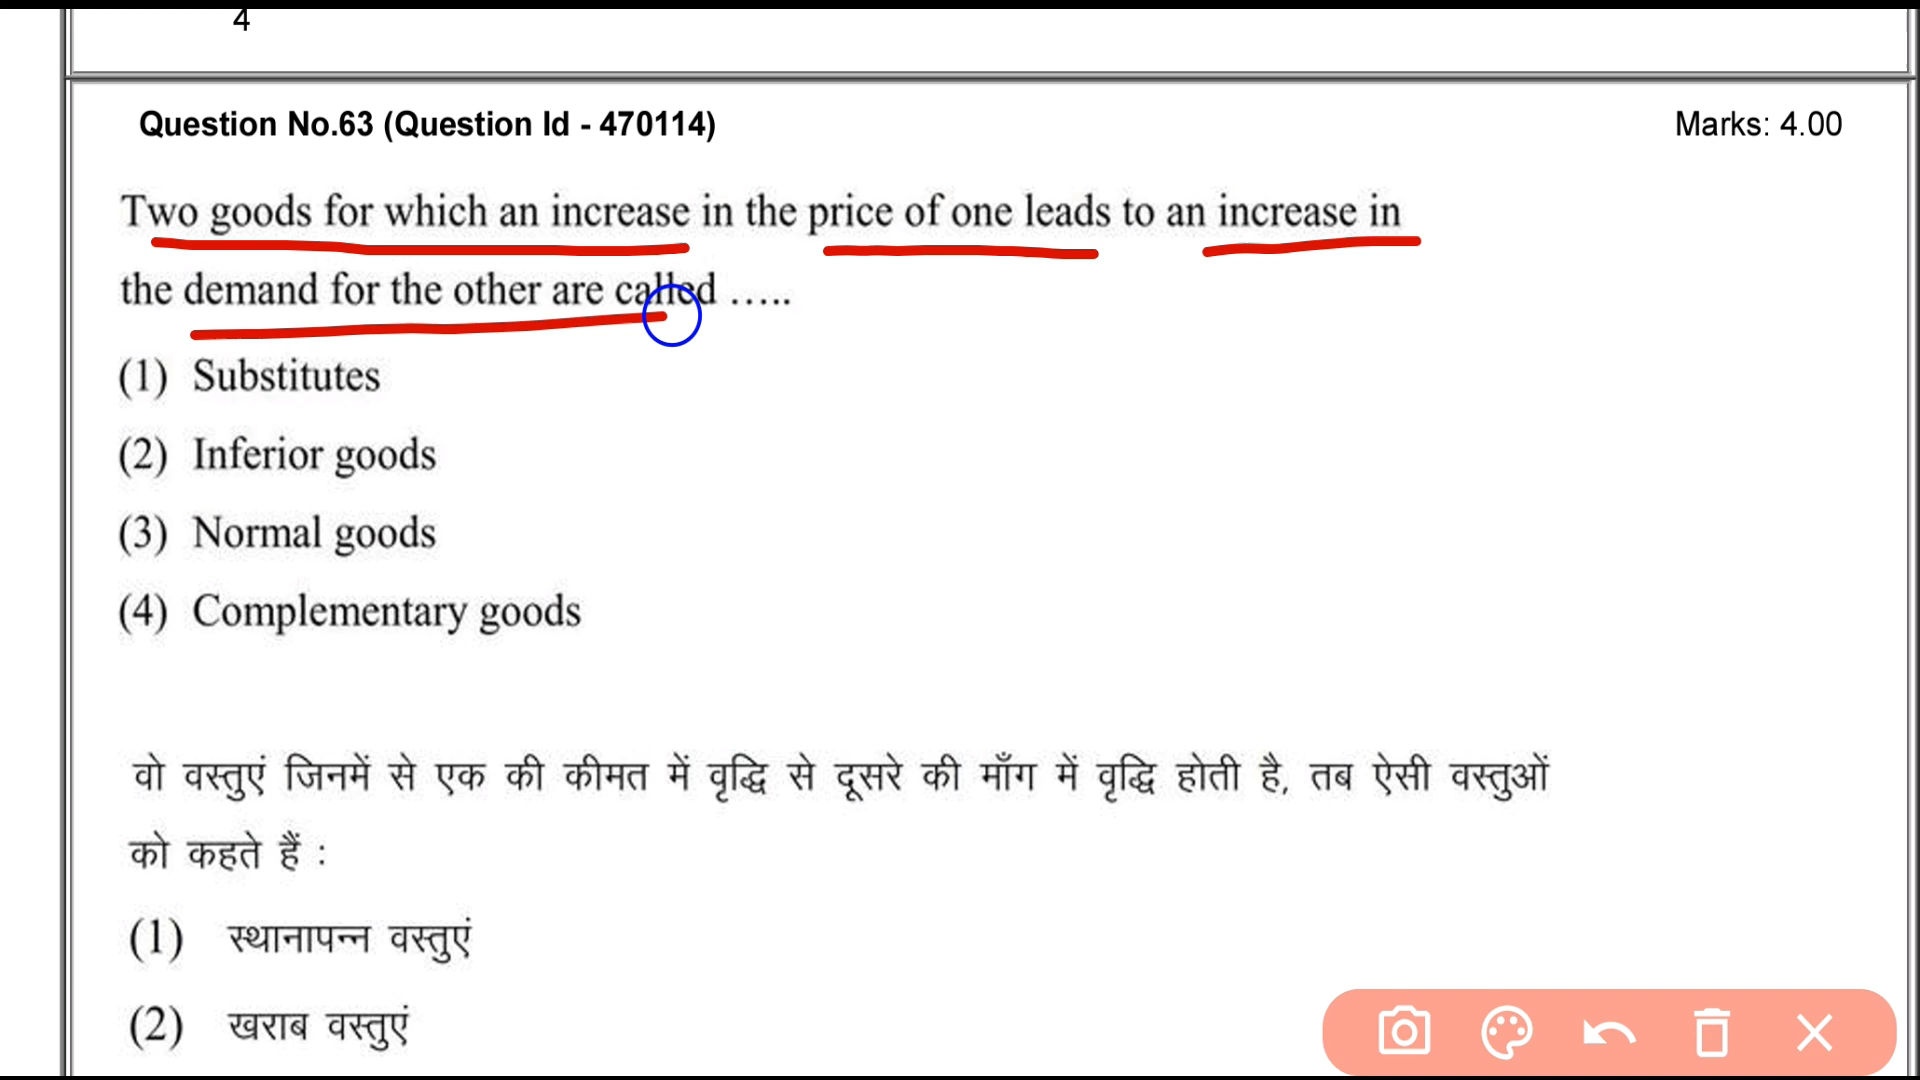 4
Question No.63 (Question Id - 470114)
Marks: 4.00
Two goods for which an increase in the price of one leads to an increase in
the demand for the other are called …..
(1) Substitutes
(2) Inferior goods
(3) Normal goods
(4) Complementary goods
वो वस्तुएं जिनमें से एक की कीमत में वृद्धि से दूसरे की माँग में वृद्धि होती है, तब ऐसी वस्तुओं
को कहते हैं :
(1) स्थानापन्न वस्तुएं
(2) खराब वस्तुएं